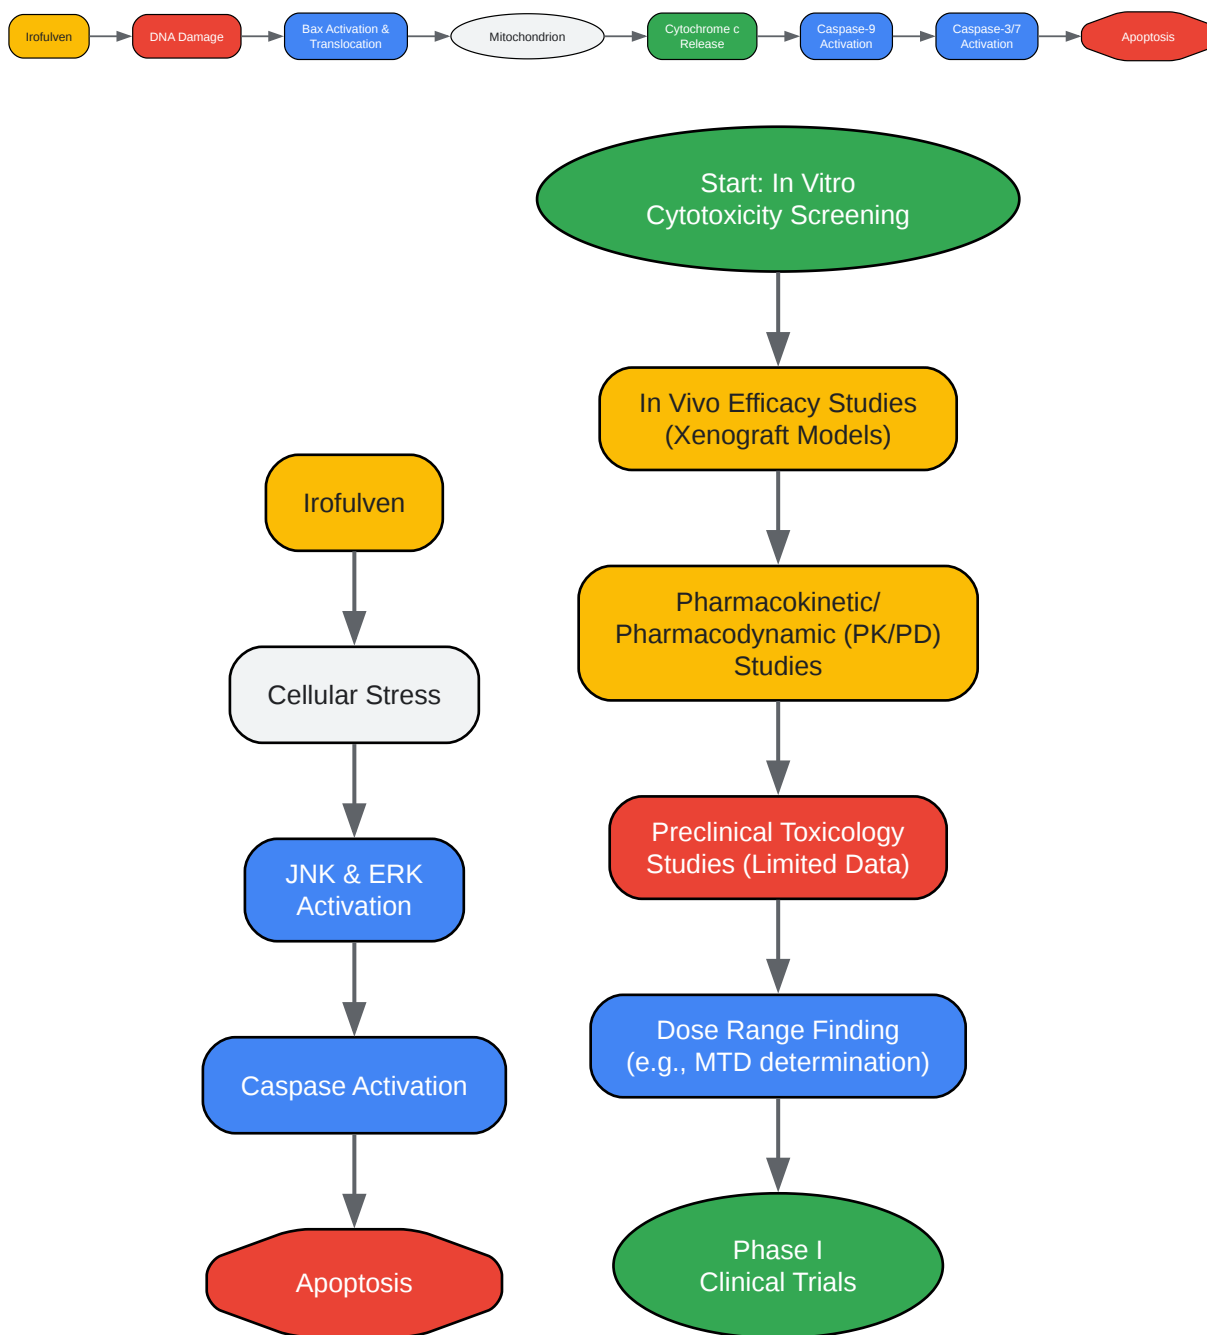 Irofulven
DNA Damage
Bax Activation &
Translocation
Mitochondrion
Cytochrome c
Release
Caspase-9
Activation
Caspase-3/7
Activation
Apoptosis
Irofulven
Cellular Stress
JNK & ERK
Activation
Caspase Activation
Apoptosis
Start: In Vitro
Cytotoxicity Screening
In Vivo Efficacy Studies
(Xenograft Models)
Pharmacokinetic/
Pharmacodynamic (PK/PD)
Studies
Preclinical Toxicology
Studies (Limited Data)
Dose Range Finding
(e.g., MTD determination)
Phase I
Clinical Trials